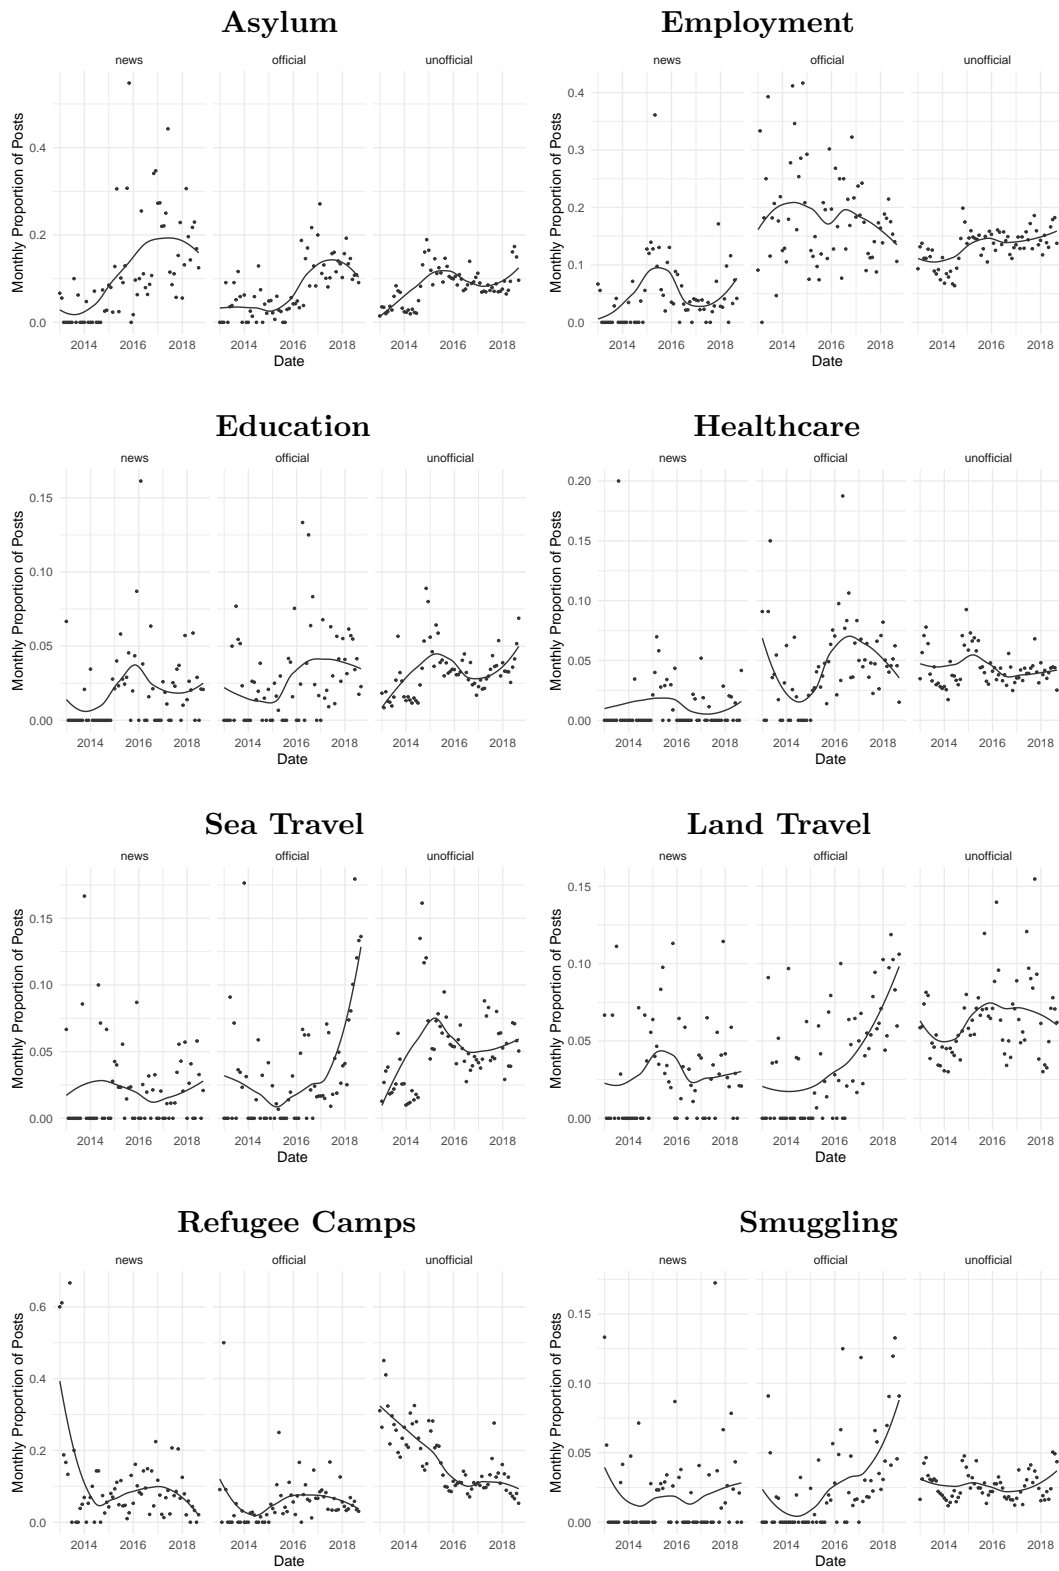 Asylum
Employment
news official unofficial
news official unofficial
Monthly Proportion of Posts
0.4
0.2
0.0
2014 2016 2018 2014 2016 2018 2014 2016 2018
Date
Monthly Proportion of Posts
0.4
0.3
0.2
0.1
0.0
2014 2016 2018 2014 2016 2018 2014 2016 2018
Date
Education
Healthcare
news official unofficial
news official unofficial
Monthly Proportion of Posts
0.15
0.10
0.05
0.00
2014 2016 2018 2014 2016 2018 2014 2016 2018
Date
Monthly Proportion of Posts
0.20
0.15
0.10
0.05
0.00
2014 2016 2018 2014 2016 2018 2014 2016 2018
Date
Sea Travel
Land Travel
news official unofficial
news official unofficial
Monthly Proportion of Posts
0.15
0.10
0.05
0.00
2014 2016 2018 2014 2016 2018 2014 2016 2018
Date
Monthly Proportion of Posts
0.15
0.10
0.05
0.00
2014 2016 2018 2014 2016 2018 2014 2016 2018
Date
Refugee Camps
Smuggling
news official unofficial
news official unofficial
Monthly Proportion of Posts
0.6
0.4
0.2
0.0
2014 2016 2018 2014 2016 2018 2014 2016 2018
Date
Monthly Proportion of Posts
0.15
0.10
0.05
0.00
2014 2016 2018 2014 2016 2018 2014 2016 2018
Date